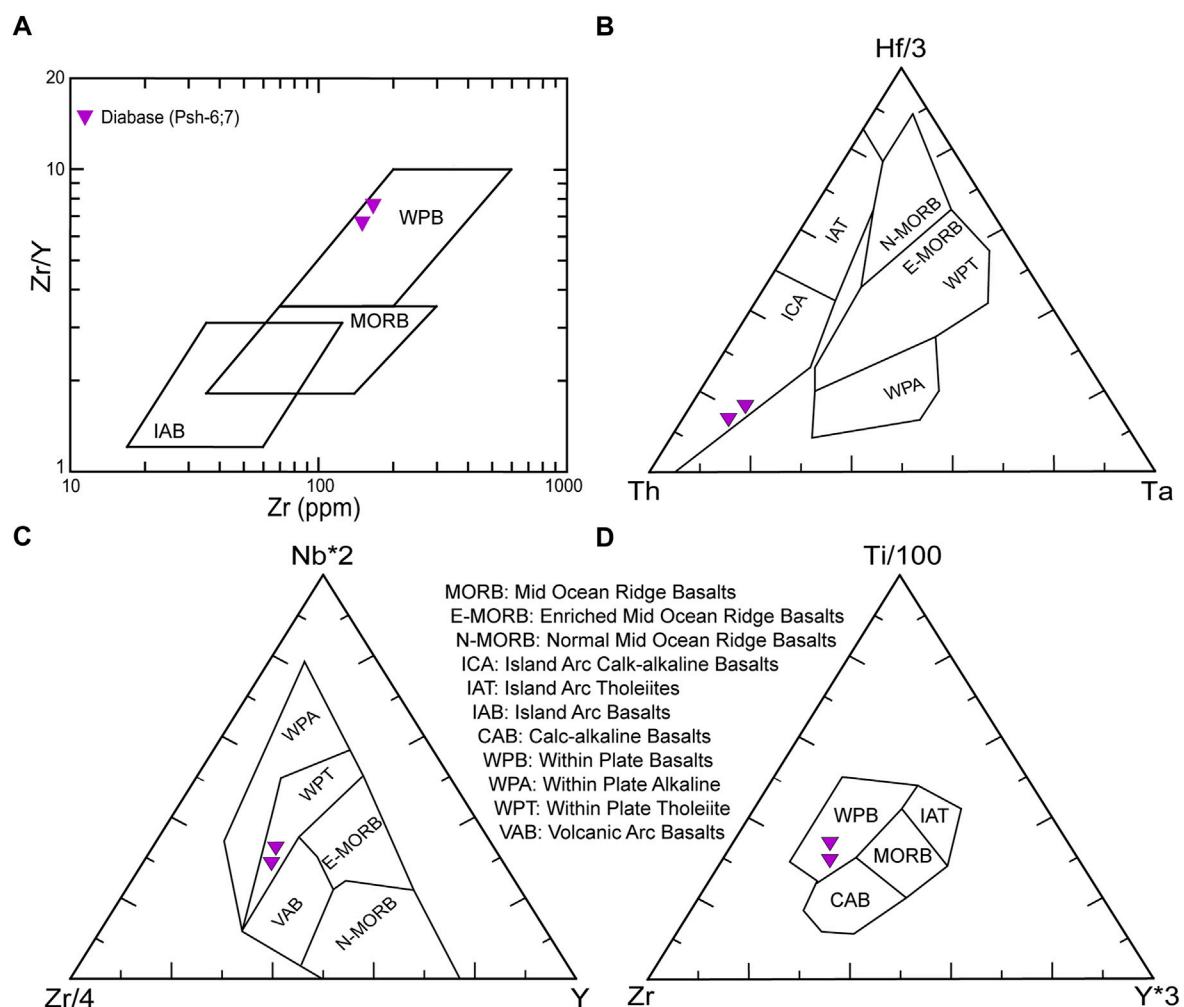 A
20
10
1
Zr/Y
Diabase (Psh-6;7)
WPB
MORB
IAB
10
100
1000
Zr (ppm)
B
Hf/3
IAT
ICA
N-MORB
E-MORB
WPT
WPA
Th
Ta
C
Nb*2
WPA
WPT
E-MORB
VAB
N-MORB
Zr/4
Y
MORB: Mid Ocean Ridge Basalts
E-MORB: Enriched Mid Ocean Ridge Basalts
N-MORB: Normal Mid Ocean Ridge Basalts
ICA: Island Arc Calk-alkaline Basalts
IAT: Island Arc Tholeiites
IAB: Island Arc Basalts
CAB: Calc-alkaline Basalts
WPB: Within Plate Basalts
WPA: Within Plate Alkaline
WPT: Within Plate Tholeiite
VAB: Volcanic Arc Basalts
D
Ti/100
WPB
IAT
MORB
CAB
Zr
Y*3